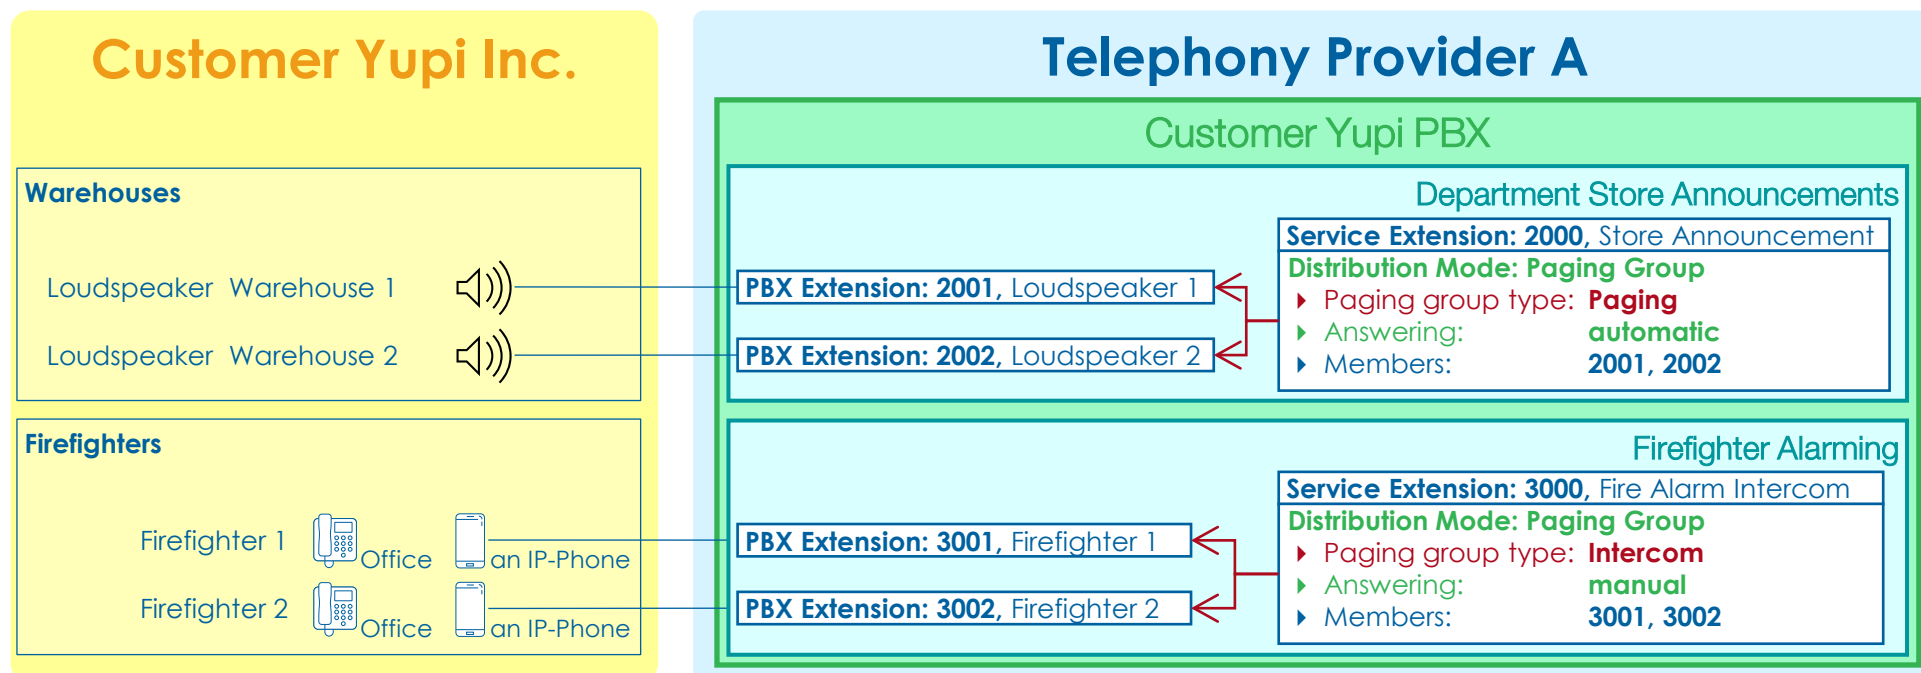 Customer Yupi Inc.
Telephony Provider A
Customer Yupi PBX
Warehouses
Loudspeaker Warehouse 1
Loudspeaker Warehouse 2
Department Store Announcements
PBX Extension: 2001, Loudspeaker 1
PBX Extension: 2002, Loudspeaker 2
Service Extension: 2000, Store Announcement
Distribution Mode: Paging Group
Paging group type: Paging
Answering: automatic
Members: 2001, 2002
Firefighters
Firefighter 1 Office an IP-Phone
Firefighter 2 Office an IP-Phone
Firefighter Alarming
PBX Extension: 3001, Firefighter 1
PBX Extension: 3002, Firefighter 2
Service Extension: 3000, Fire Alarm Intercom
Distribution Mode: Paging Group
Paging group type: Intercom
Answering: manual
Members: 3001, 3002